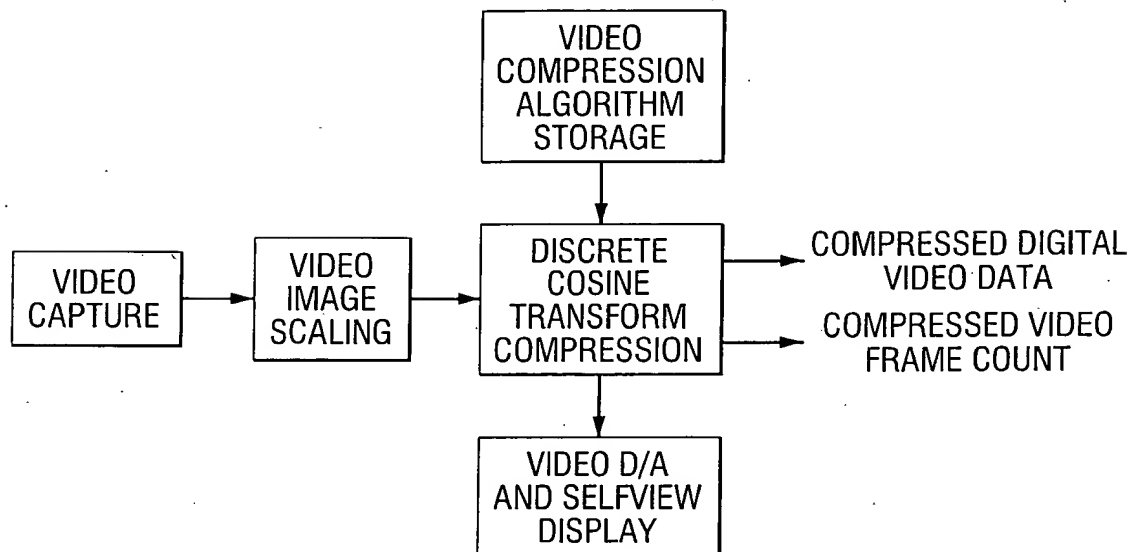 VIDEO
COMPRESSION
ALGORITHM
STORAGE
VIDEO
CAPTURE
VIDEO
IMAGE
SCALING
DISCRETE
COSINE
TRANSFORM
COMPRESSION
COMPRESSED DIGITAL
VIDEO DATA
COMPRESSED VIDEO
FRAME COUNT
VIDEO D/A
AND SELFVIEW
DISPLAY